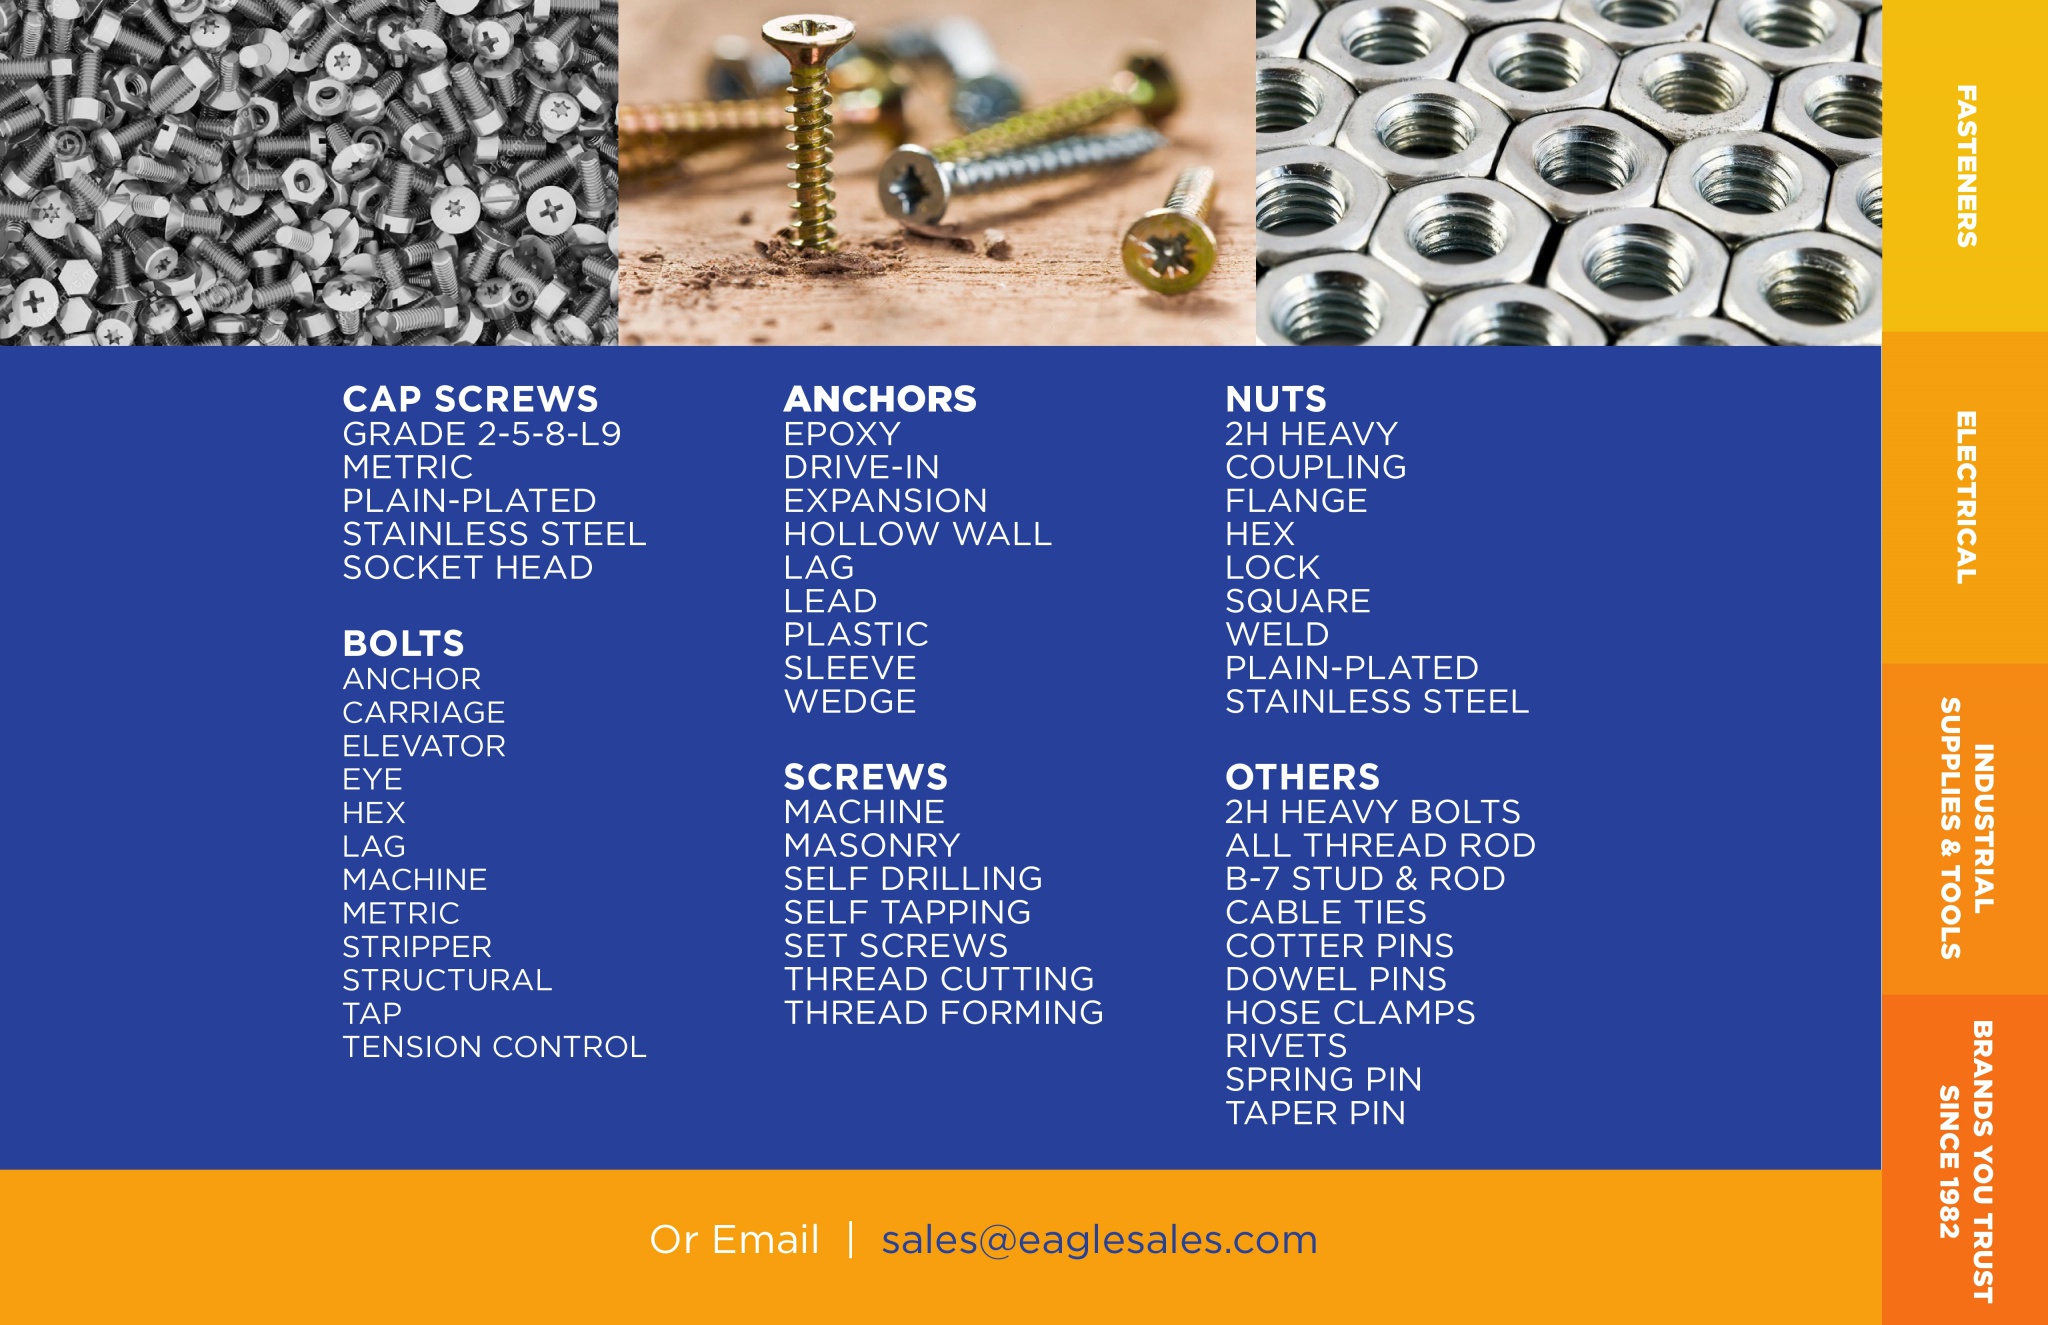 CAP SCREWS
GRADE 2-5-8-L9
METRIC
PLAIN-PLATED
STAINLESS STEEL
SOCKET HEAD
BOLTS
ANCHOR
CARRIAGE
ELEVATOR
EYE
HEX
LAG
MACHINE
METRIC
STRIPPER
STRUCTURAL
TAP
TENSION CONTROL
ANCHORS
EPOXY
DRIVE-IN
EXPANSION
HOLLOW WALL
LAG
LEAD
PLASTIC
SLEEVE
WEDGE
SCREWS
MACHINE
MASONRY
SELF DRILLING
SELF TAPPING
SET SCREWS
THREAD CUTTING
THREAD FORMING
NUTS
2H HEAVY
COUPLING
FLANGE
HEX
LOCK
SQUARE
WELD
PLAIN-PLATED
STAINLESS STEEL
OTHERS
2H HEAVY BOLTS
ALL THREAD ROD
B-7 STUD & ROD
CABLE TIES
COTTER PINS
DOWEL PINS
HOSE CLAMPS
RIVETS
SPRING PIN
TAPER PIN
Or Email | sales@eaglesales.com
FASTENERS
ELECTRICAL
INDUSTRIAL
SUPPLIES & TOOLS
BRANDS YOU TRUST
SINCE 1982